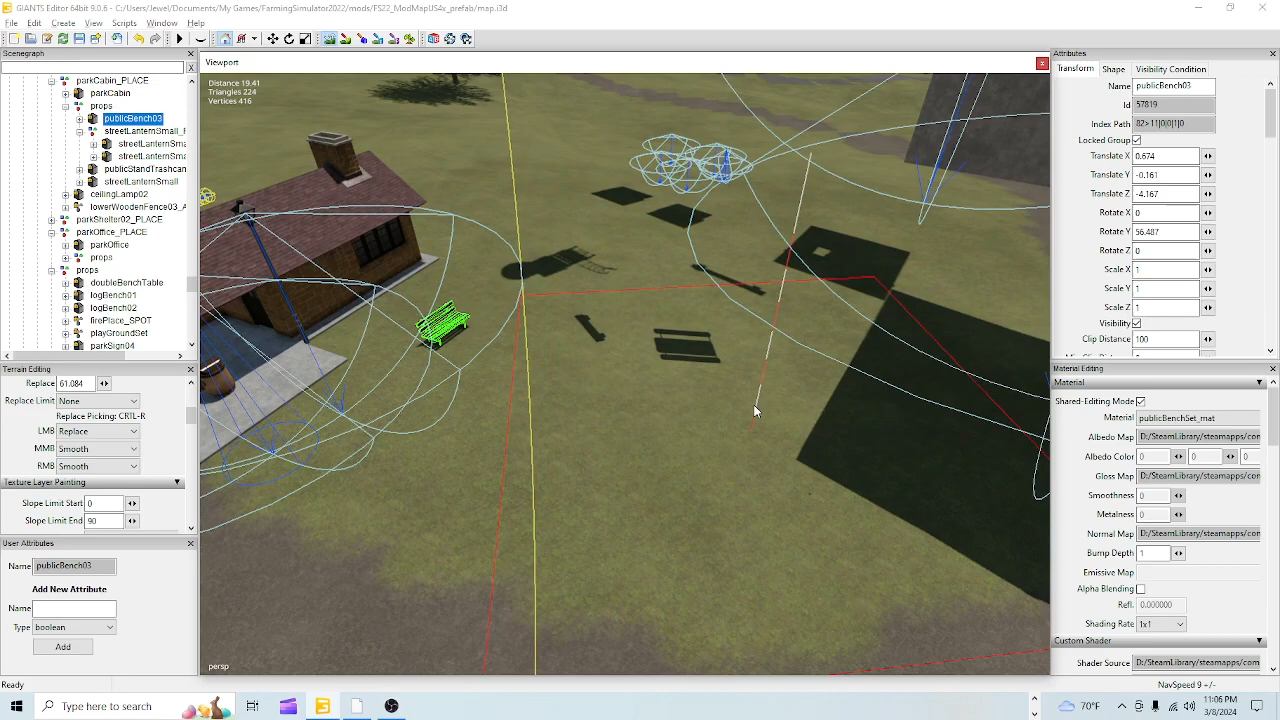 GIANTS Editor 64bit v9.0.6 - C:/Users/Jewel/Documents/My Games/FarmingSimulator2022/mods/FS22_ModMapUS4x_prefab/map.i3d
File Edit Create View Scripts Window Help
Scenegraph
X
parkCabin_PLACE
parkCabin
props
publicBench03
streetLanternSmall_
streetLanternSma
streetLanternSma
publicStandTrascan
streetLanternSmall
ceilingLamp02
lowerWoodenFence03_
parkShelter02_PLACE
parkOffice_PLACE
parkOffice
props
props
doubleBenchTable
logBench01
logBench02
firePlace_SPOT
playGroundSet
parkSign04
Terrain Editing
Replace 61.084
Replace Limit None
Replace Picking: CTRL-R
LMB Replace
MMB Smooth
RMB Smooth
Texture Layer Painting
Slope Limit Start 0
Slope Limit End 90
User Attributes
Name publicBench03
Add New Attribute
Name
Type boolean
Add
Ready
Viewport
Distance 19.41
Triangles 224
Vertices 416
persp
Attributes
Transform Shape Visibility Condition
Name publicBench03
Id 57819
Index Path 82>11|0|0|1|0
Locked Group
Translate X 0.674
Translate Y -0.161
Translate Z -4.167
Rotate X 0
Rotate Y 56.487
Rotate Z 0
Scale X 1
Scale Y 1
Scale Z 1
Visibility
Clip Distance 100
Material Editing
Material
Shared-Editing Mode
Material publicBenchSet_mat
Albedo Map D:/SteamLibrary/steamapps/con
Albedo Color 0 0 0
Gloss Map D:/SteamLibrary/steamapps/con
Smoothness 0
Metalness 0
Normal Map D:/SteamLibrary/steamapps/con
Bump Depth 1
Emissive Map
Alpha Blending
Refl. 0.000000
Shading Rate 1x1
Custom Shader
Shader Source D:/SteamLibrary/steamapps/con
NavSpeed 9 +/-
Type here to search
70°F
11:06 PM
3/8/2024